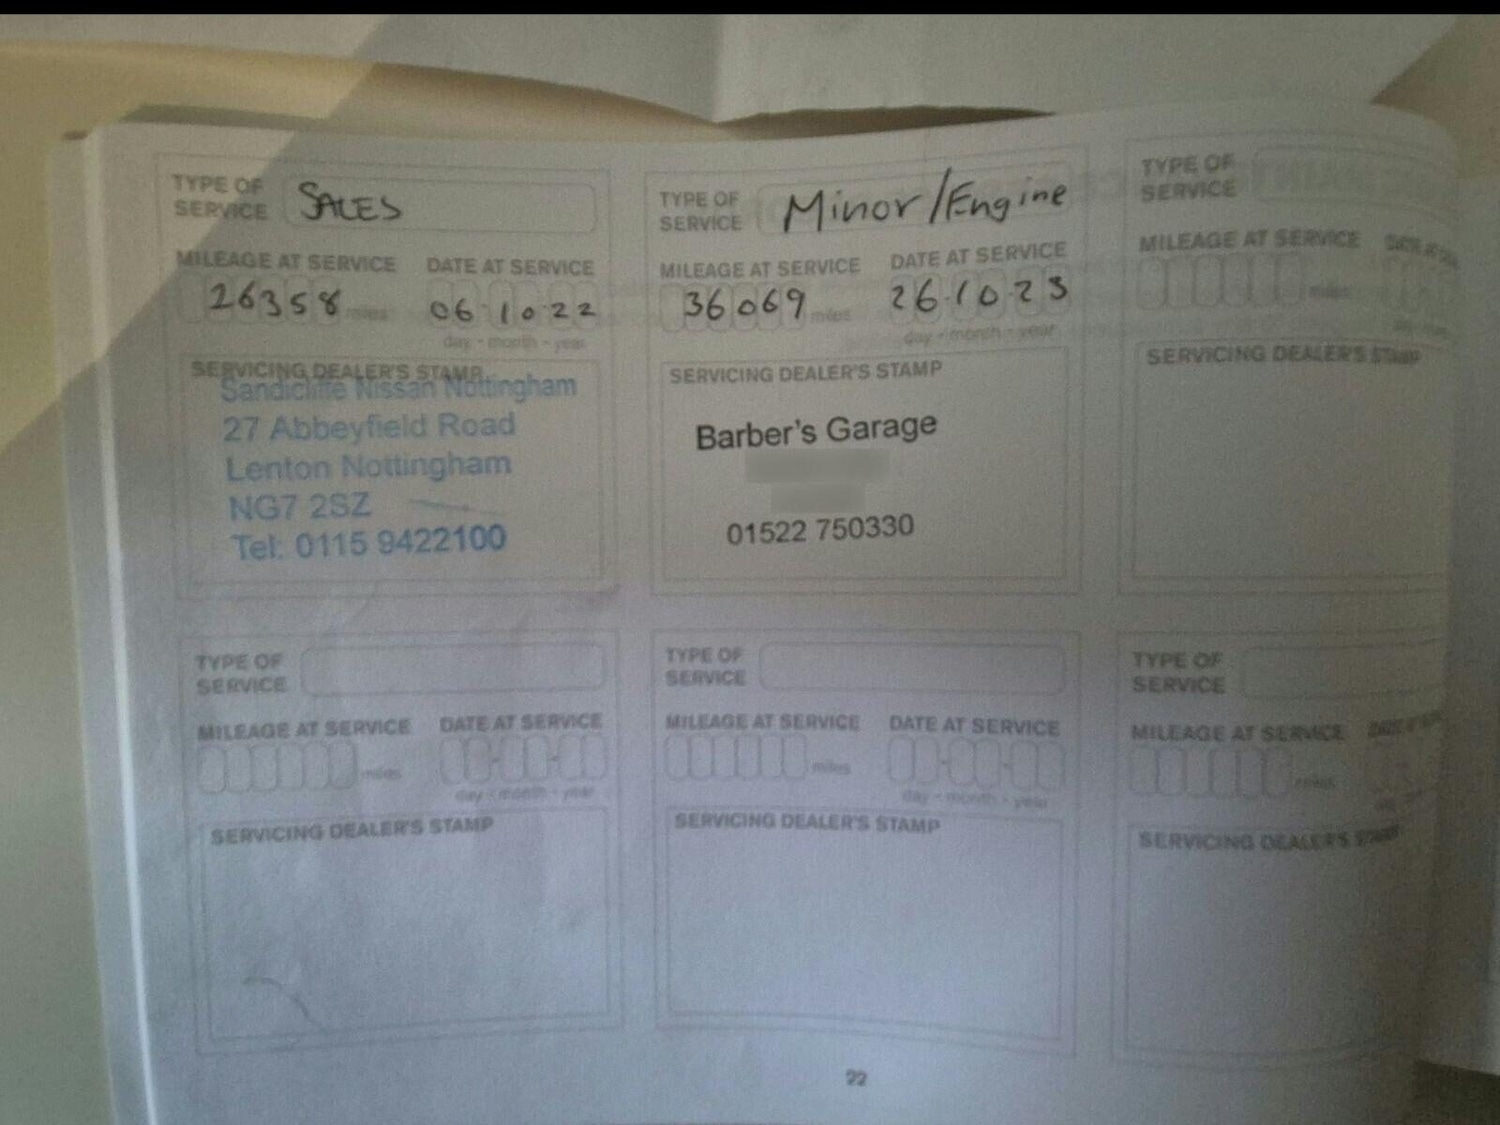 TYPE OF
SERVICE SALES
MILEAGE AT SERVICE DATE AT SERVICE
26358 miles 06-10-22
day - month - year
SERVICING DEALER'S STAMP
Sandicliffe Nissan Nottingham
27 Abbeyfield Road
Lenton Nottingham
NG7 2SZ
Tel: 0115 9422100
TYPE OF
SERVICE Minor/Engine
MILEAGE AT SERVICE DATE AT SERVICE
36069 miles 26-10-23
day - month - year
SERVICING DEALER'S STAMP
Barber's Garage
01522 750330
TYPE OF
SERVICE
MILEAGE AT SERVICE
miles
SERVICING DEALER'S STAMP
TYPE OF
SERVICE
MILEAGE AT SERVICE DATE AT SERVICE
miles
day - month - year
SERVICING DEALER'S STAMP
TYPE OF
SERVICE
MILEAGE AT SERVICE DATE AT SERVICE
miles
day - month - year
SERVICING DEALER'S STAMP
TYPE OF
SERVICE
MILEAGE AT SERVICE
miles
SERVICING DEALER'S STAMP
22